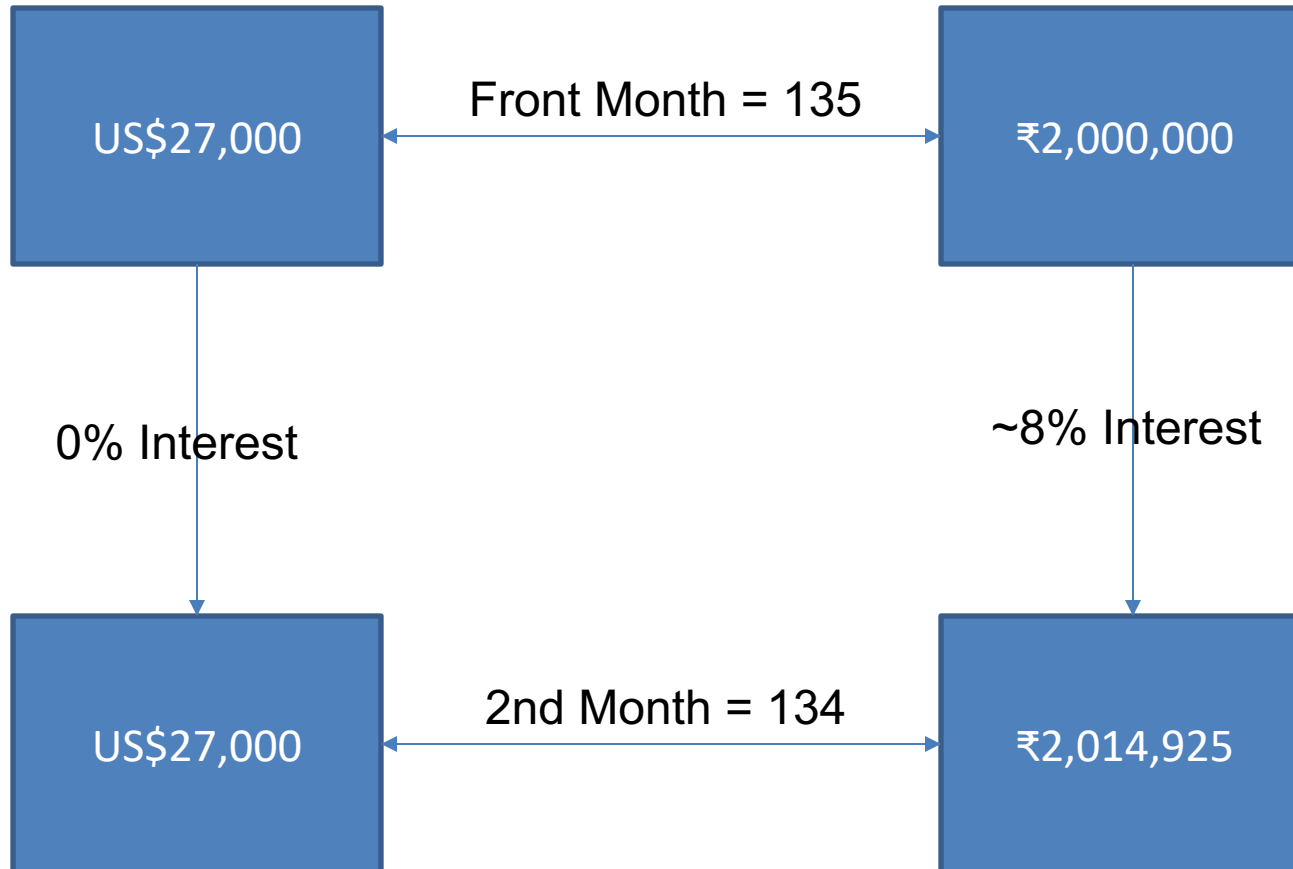 US$27,000
Front Month = 135
₹2,000,000
0% Interest
~8% Interest
US$27,000
2nd Month = 134
₹2,014,925